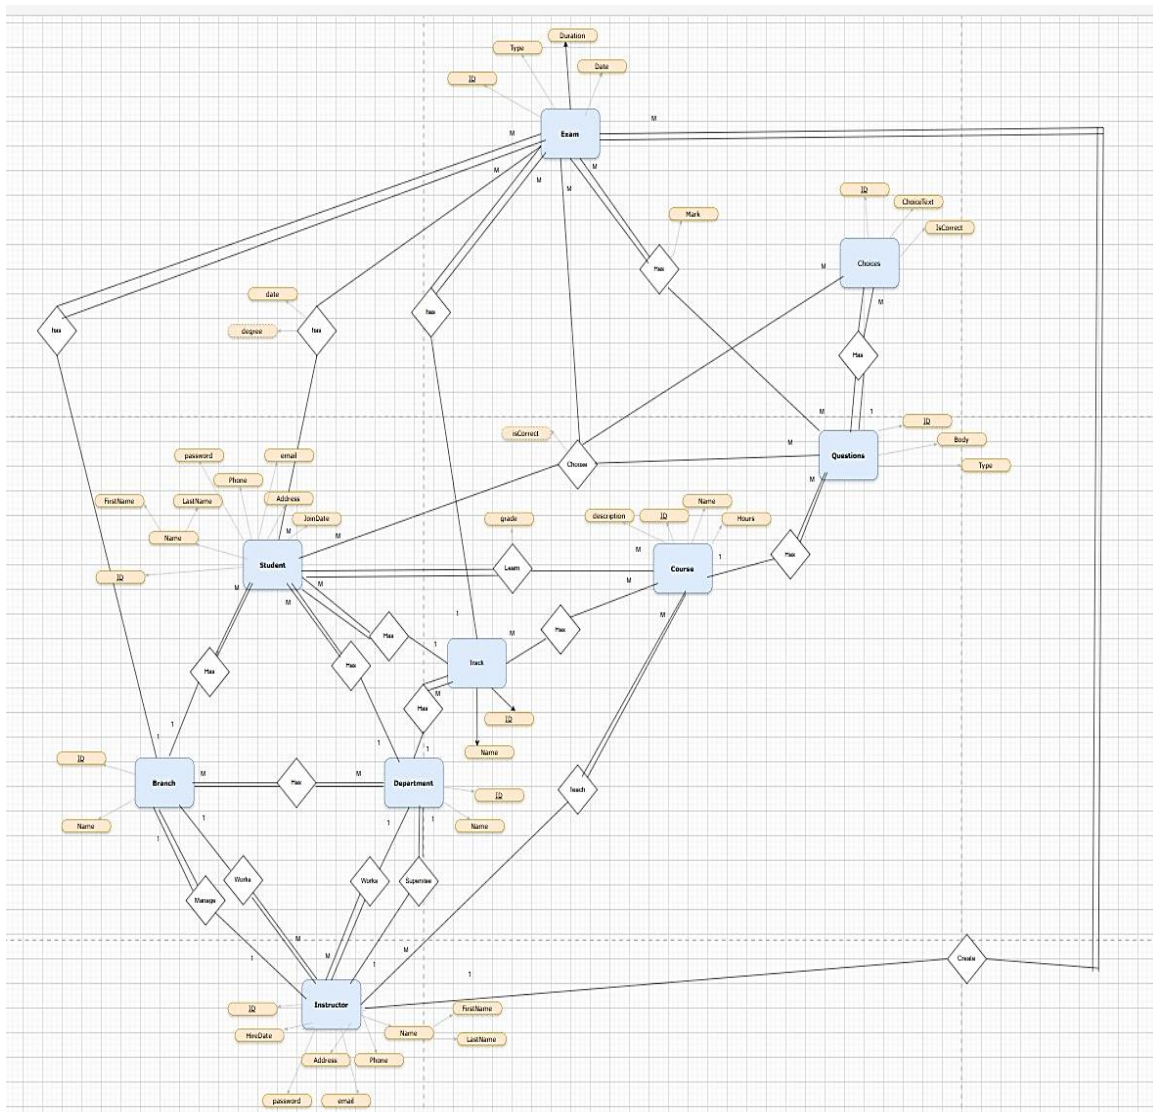 Duration
Type
Date
ID
M
Exam
M
M
M
M
M
ID
ChoiceText
IsCorrect
Mark
Choices
M
Has
M
date
degree
has
has
has
Has
M
1
ID
isCorrect
Body
M
Questions
Type
password
email
Phone
Choose
M
FirstName
LastName
Address
JoinDate
grade
description
ID
Name
Hours
M
M
Name
M
1
Has
Student
Learn
Course
ID
M
M
M
M
1
M
Has
M
Has
1
Track
Has
Has
M
Has
ID
1
1
1
1
Name
ID
Branch
M
Has
M
Department
Teach
ID
Name
1
1
1
1
Name
Works
Works
Supervise
Manage
M
M
M
1
1
1
Create
Instructor
ID
FirstName
HireDate
Name
LastName
Address
Phone
password
email